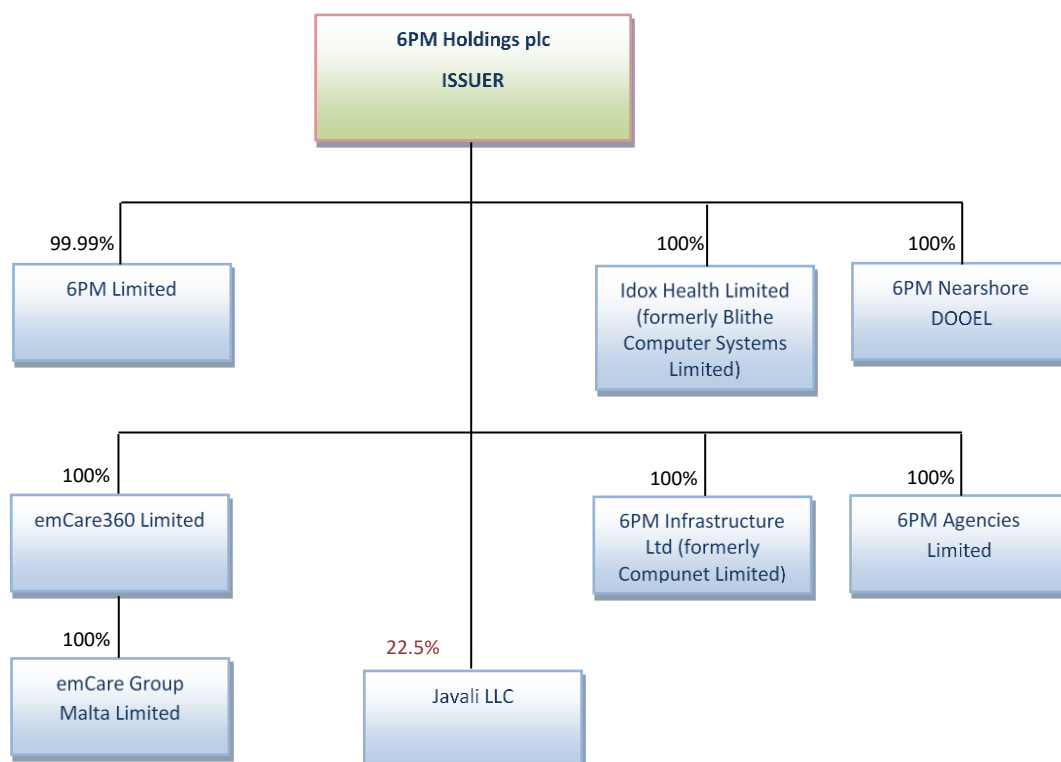 6PM Holdings plc
ISSUER
99.99%
100%
100%
6PM Limited
Idox Health Limited
(formerly Blithe
Computer Systems
Limited)
6PM Nearshore
DOOEL
100%
100%
100%
emCare360 Limited
6PM Infrastructure
Ltd (formerly
Compunet Limited)
6PM Agencies
Limited
100%
22.5%
emCare Group
Malta Limited
Javali LLC